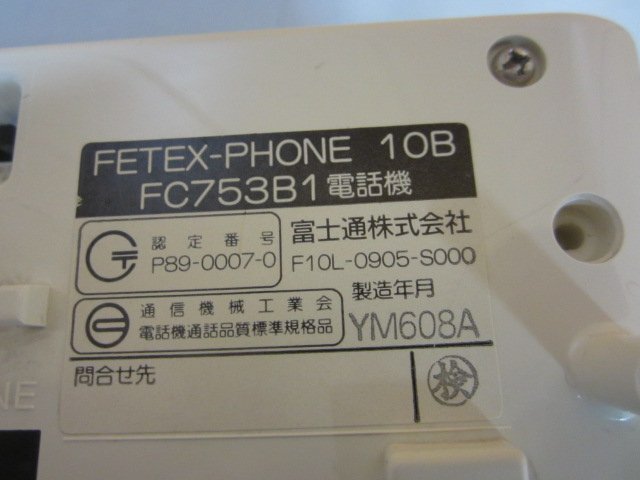 FETEX-PHONE 10B
FC753B1電話機
認定番号
P89-0007-0
富士通株式会社
F10L-0905-S000
通信機械工業会
電話機通話品質標準規格品
製造年月
YM608A
問合せ先
検
NE